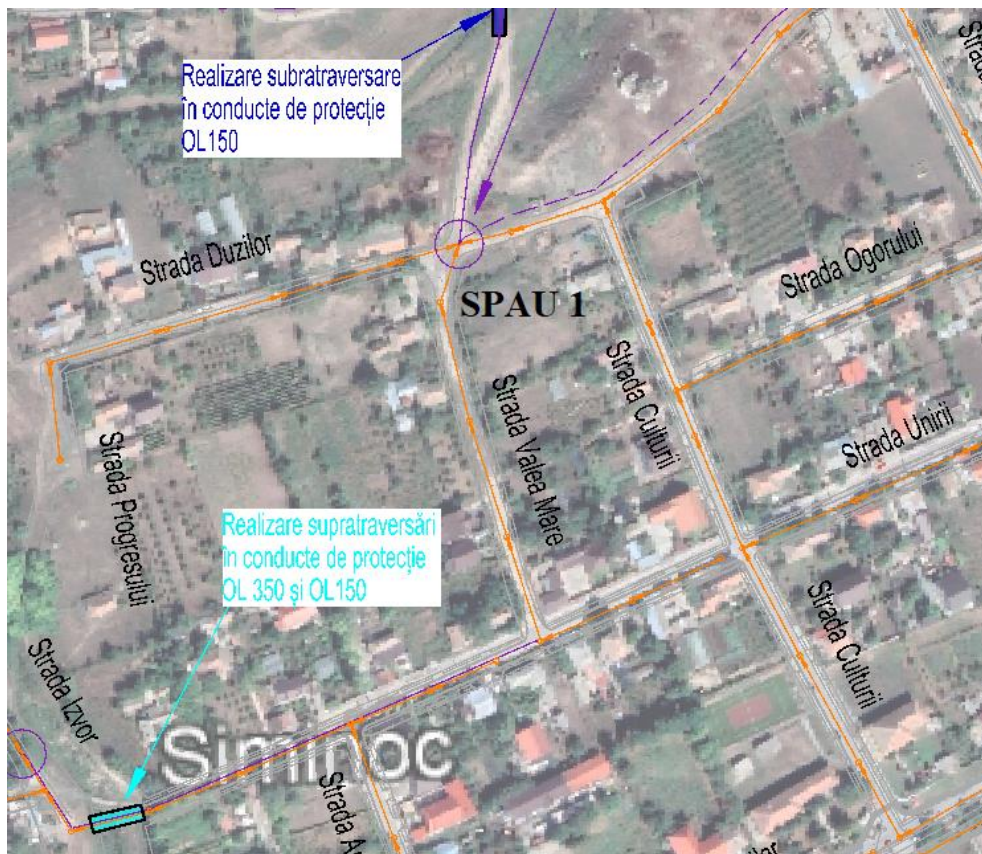 Realizare subratraversare
în conducte de protecție
OL150
Strada Duzilor
SPAU 1
Strada Ogorului
Strada Culturii
Strada Unirii
Strada Valea Mare
Strada Progresului
Realizare supratraversări
în conducte de protecție
OL 350 și OL150
Strada Culturii
Strada Izvor
Siminoc
Strada